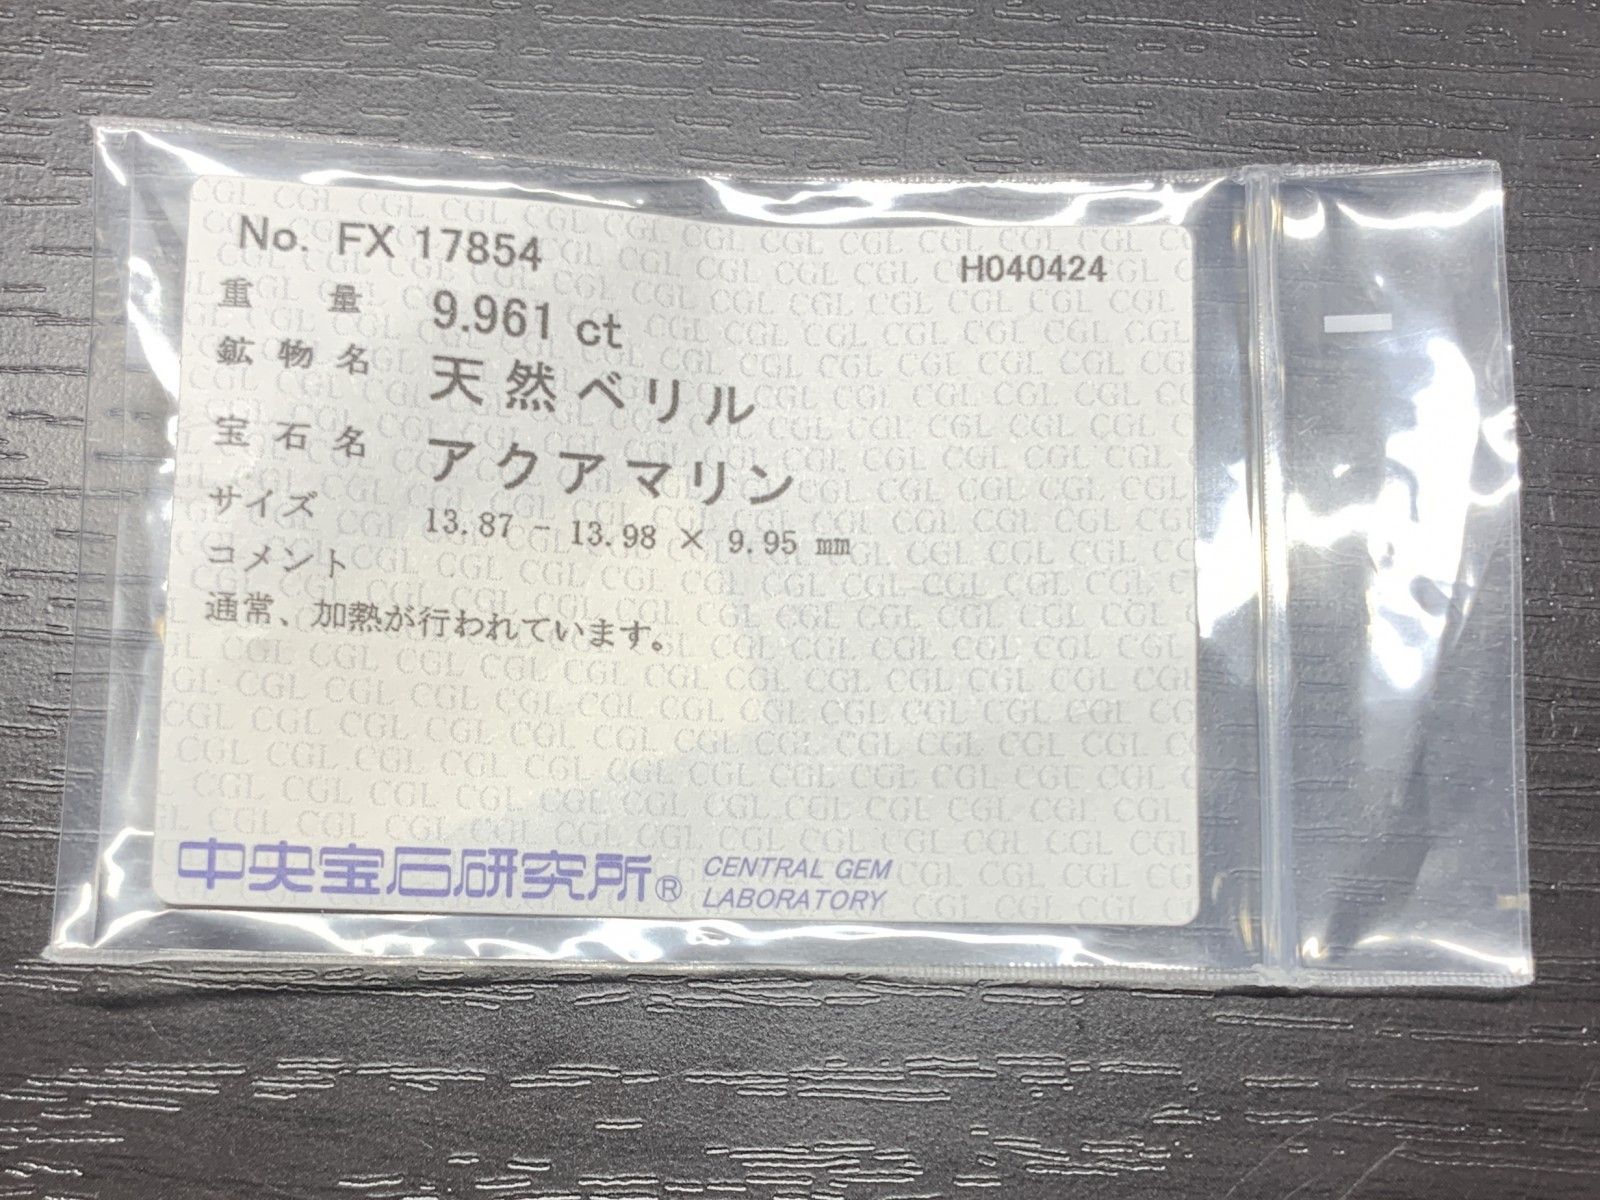 No. FX 17854
H040424
重量 9.961 ct
鉱物名 天然ベリル
宝石名 アクアマリン
サイズ 13.87 - 13.98 × 9.95 mm
コメント
通常、加熱が行われています。
中央宝石研究所® CENTRAL GEM
LABORATORY